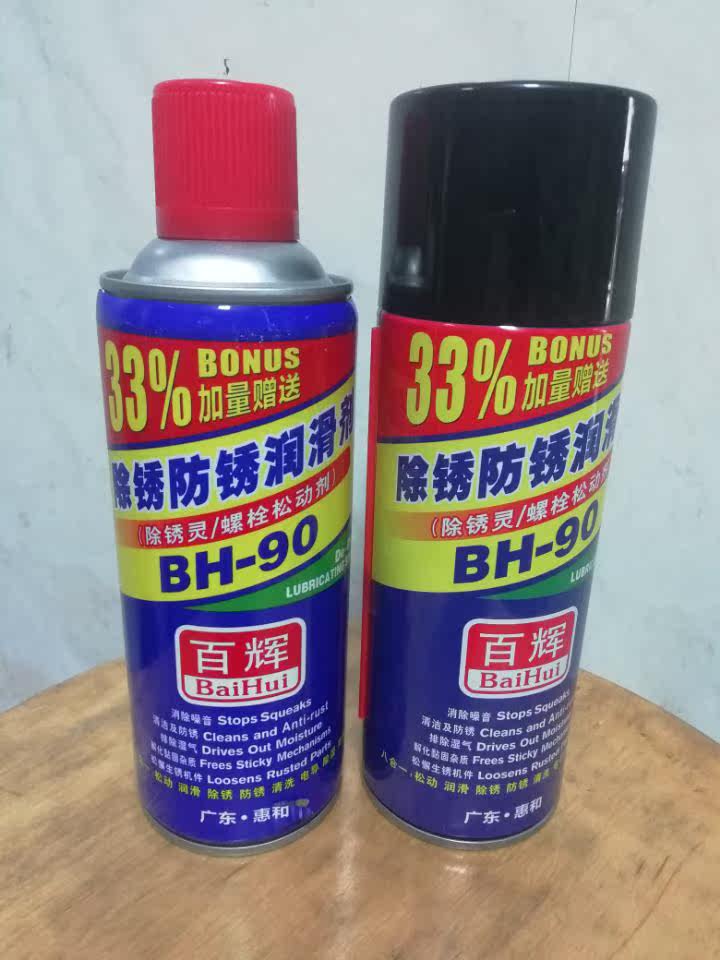 33% BONUS
加量赠送
除锈防锈润滑剂
(除锈灵/螺栓松动剂)
BH-90
百辉
BaiHui
消除噪音 Stops Squeaks
清洁及防锈 Cleans and Anti-rust
排除湿气 Drives Out Moisture
解化黏固杂质 Frees Sticky Mechanisms
松懈生锈机件 Loosens Rusted Parts
松动 润滑 除锈 防锈 清洗 电导
广东·惠和
33% BONUS
加量赠送
除锈防锈润滑
(除锈灵/螺栓松动剂)
BH-90
百辉
BaiHui
消除噪音 Stops Squeaks
清洁及防锈 Cleans and Anti-rust
排除湿气 Drives Out Moisture
解化黏固杂质 Frees Sticky
松懈生锈机件 Loosens Rusted
八合一: 松动 润滑 除锈 防锈 清洗
广东·惠和